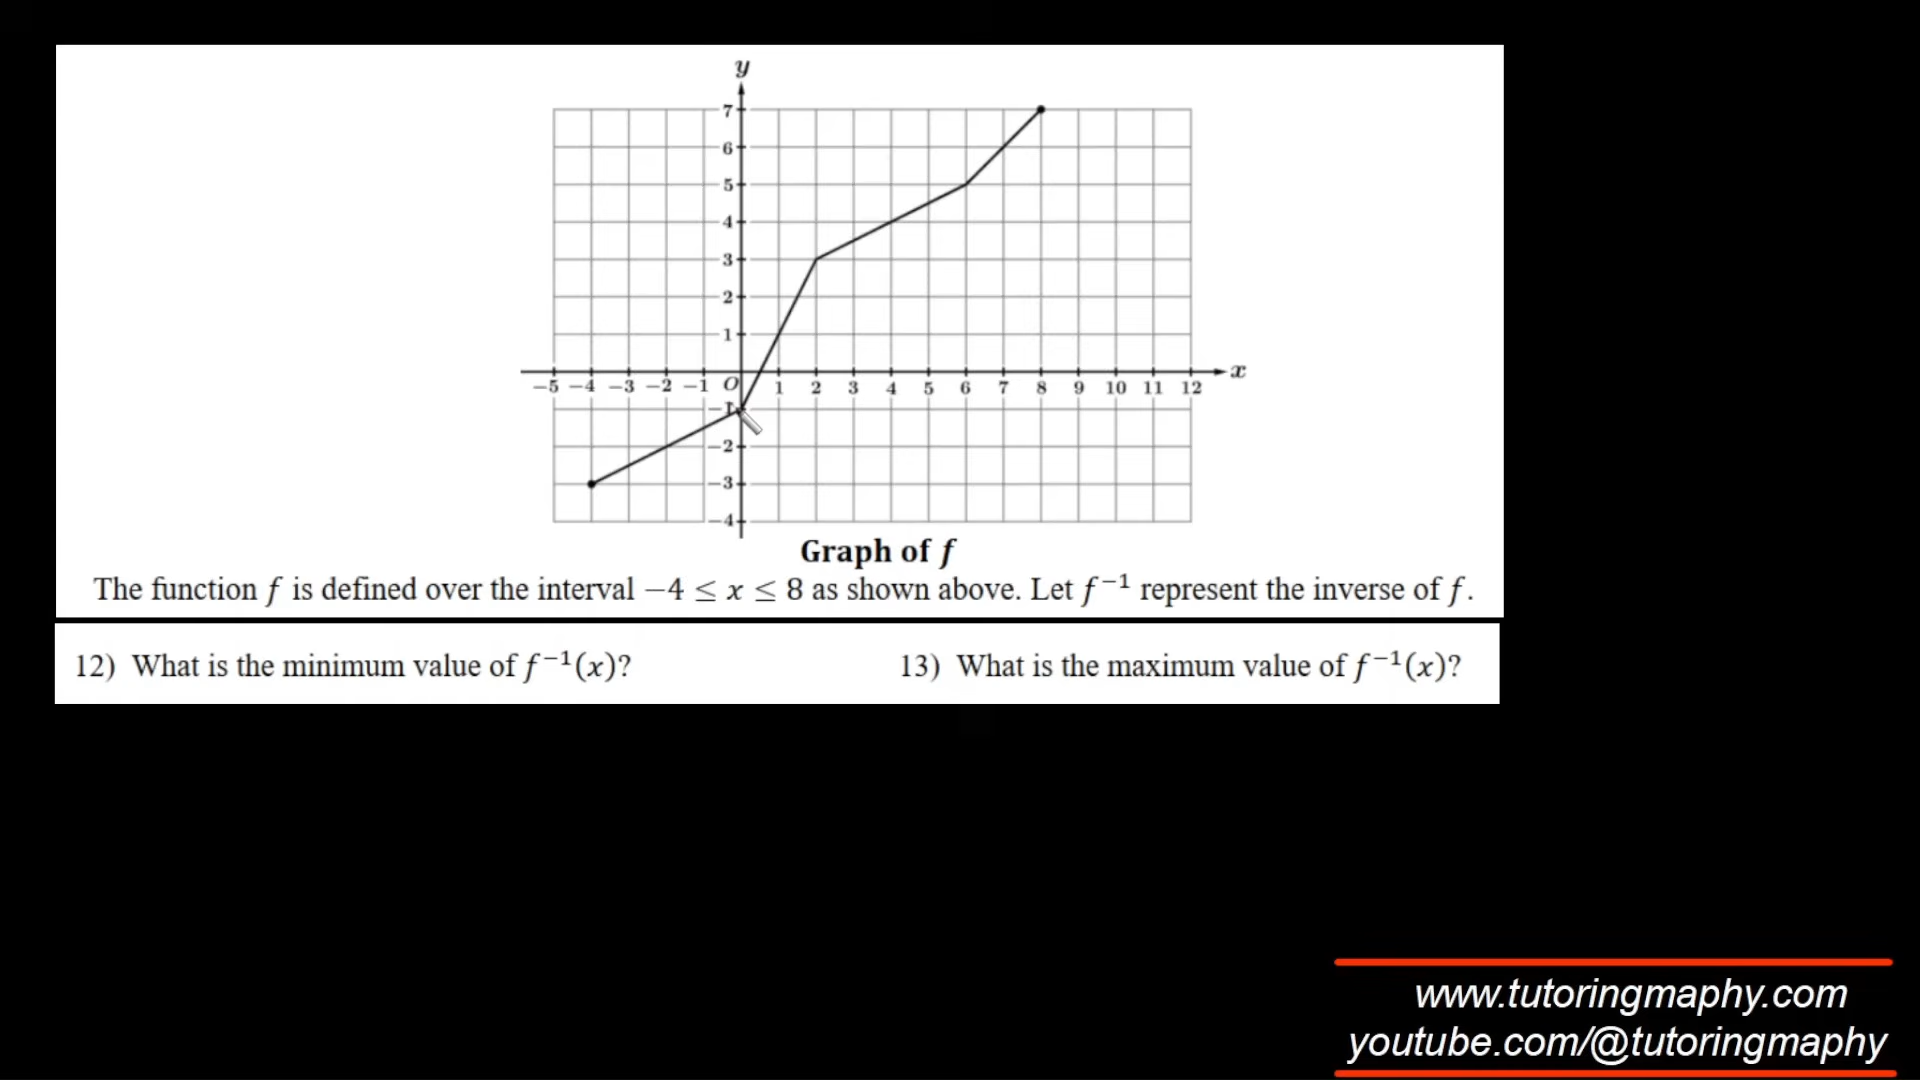 y
7
6
5
4
3
2
1
−5 −4 −3 −2 −1 O 1 2 3 4 5 6 7 8 9 10 11 12 x
−1
−2
−3
−4
Graph of f
The function f is defined over the interval −4 ≤ x ≤ 8 as shown above. Let f⁻¹ represent the inverse of f.
12) What is the minimum value of f⁻¹(x)?
13) What is the maximum value of f⁻¹(x)?
www.tutoringmaphy.com
youtube.com/@tutoringmaphy